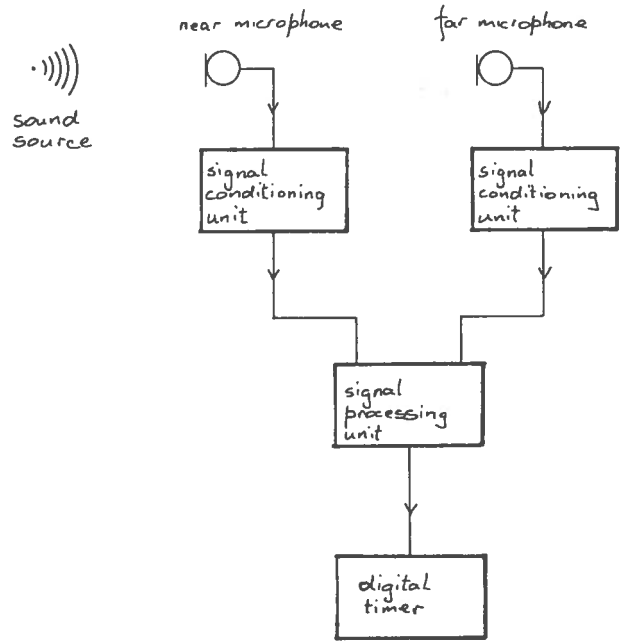 near microphone
far microphone
sound
source
signal
conditioning
unit
signal
conditioning
unit
signal
processing
unit
digital
timer